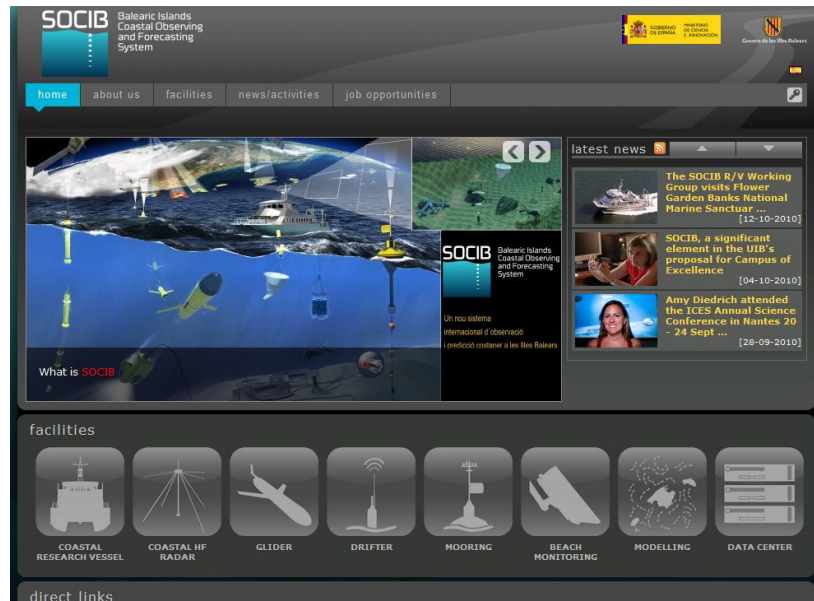 SOCIB
Balearic Islands
Coastal Observing
and Forecasting
System
GOBIERNO
DE ESPAÑA
MINISTERIO
DE CIENCIA
E INNOVACIÓN
Govern de les Illes Balears
home
about us
facilities
news/activities
job opportunities
SOCIB
Balearic Islands
Coastal Observing
and Forecasting
System
Un nou sistema
internacional d'observació
i predicció costaner a les Illes Balears
What is SOCIB
latest news
The SOCIB R/V Working
Group visits Flower
Garden Banks National
Marine Sanctuar ...
[12-10-2010]
SOCIB, a significant
element in the UIB's
proposal for Campus of
Excellence
[04-10-2010]
Amy Diedrich attended
the ICES Annual Science
Conference in Nantes 20
- 24 Sept ...
[28-09-2010]
facilities
COASTAL
RESEARCH VESSEL
COASTAL HF
RADAR
GLIDER
DRIFTER
MOORING
BEACH
MONITORING
MODELLING
DATA CENTER
direct links